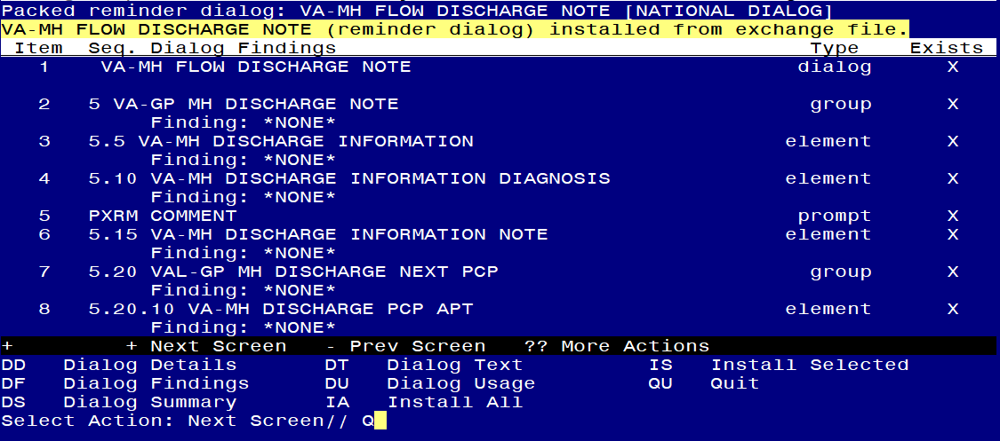 Packed reminder dialog: VA-MH FLOW DISCHARGE NOTE [NATIONAL DIALOG]
VA-MH FLOW DISCHARGE NOTE (reminder dialog) installed from exchange file.
Item  Seq. Dialog Findings  Type  Exists
1  VA-MH FLOW DISCHARGE NOTE  dialog  X
2  5 VA-GP MH DISCHARGE NOTE  group  X
Finding: *NONE*
3  5.5 VA-MH DISCHARGE INFORMATION  element  X
Finding: *NONE*
4  5.10 VA-MH DISCHARGE INFORMATION DIAGNOSIS  element  X
Finding: *NONE*
5  PXRM COMMENT  prompt  X
6  5.15 VA-MH DISCHARGE INFORMATION NOTE  element  X
Finding: *NONE*
7  5.20 VAL-GP MH DISCHARGE NEXT PCP  group  X
Finding: *NONE*
8  5.20.10 VA-MH DISCHARGE PCP APT  element  X
Finding: *NONE*
+  + Next Screen  - Prev Screen  ?? More Actions
DD  Dialog Details  DT  Dialog Text  IS  Install Selected
DF  Dialog Findings  DU  Dialog Usage  QU  Quit
DS  Dialog Summary  IA  Install All
Select Action: Next Screen// Q